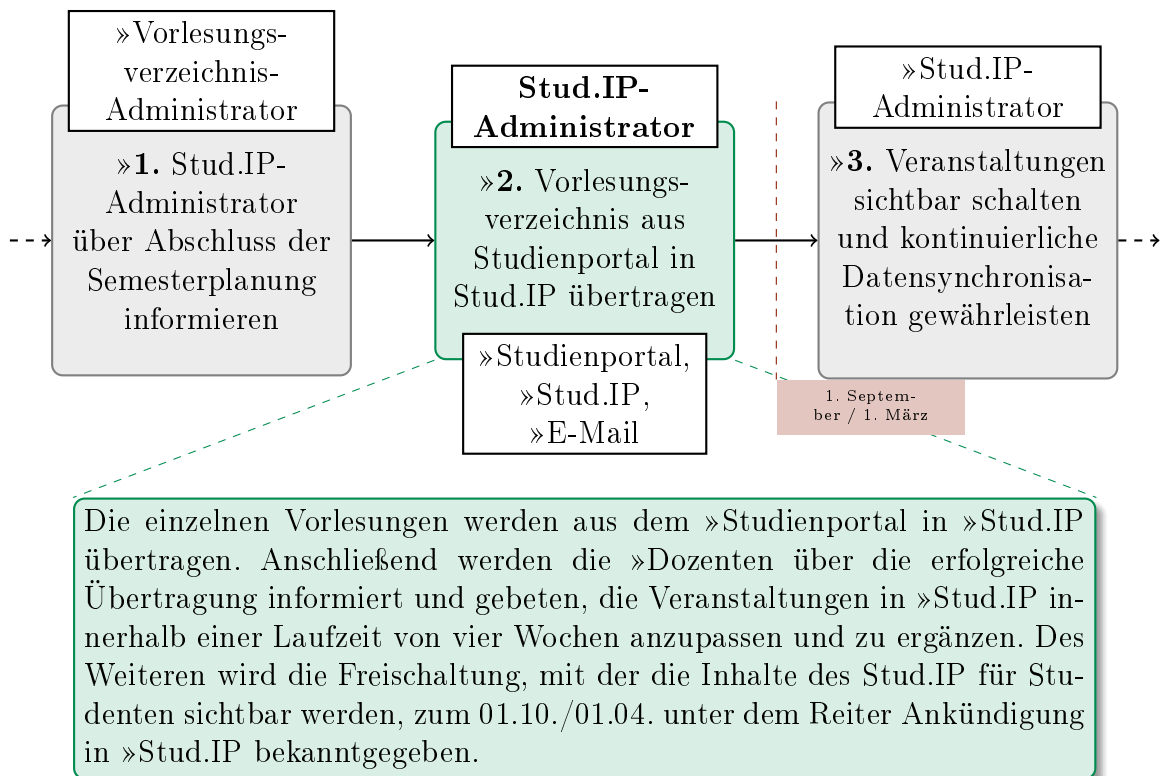 »Vorlesungs-
verzeichnis-
Administrator
»1. Stud.IP-
Administrator
über Abschluss der
Semesterplanung
informieren
Stud.IP-
Administrator
»2. Vorlesungs-
verzeichnis aus
Studienportal in
Stud.IP übertragen
»Studienportal,
»Stud.IP,
»E-Mail
»Stud.IP-
Administrator
»3. Veranstaltungen
sichtbar schalten
und kontinuierliche
Datensynchronisa-
tion gewährleisten
1. Septem-
ber / 1. März
Die einzelnen Vorlesungen werden aus dem »Studienportal in »Stud.IP
übertragen. Anschließend werden die »Dozenten über die erfolgreiche
Übertragung informiert und gebeten, die Veranstaltungen in »Stud.IP in-
nerhalb einer Laufzeit von vier Wochen anzupassen und zu ergänzen. Des
Weiteren wird die Freischaltung, mit der die Inhalte des Stud.IP für Stu-
denten sichtbar werden, zum 01.10./01.04. unter dem Reiter Ankündigung
in »Stud.IP bekanntgegeben.